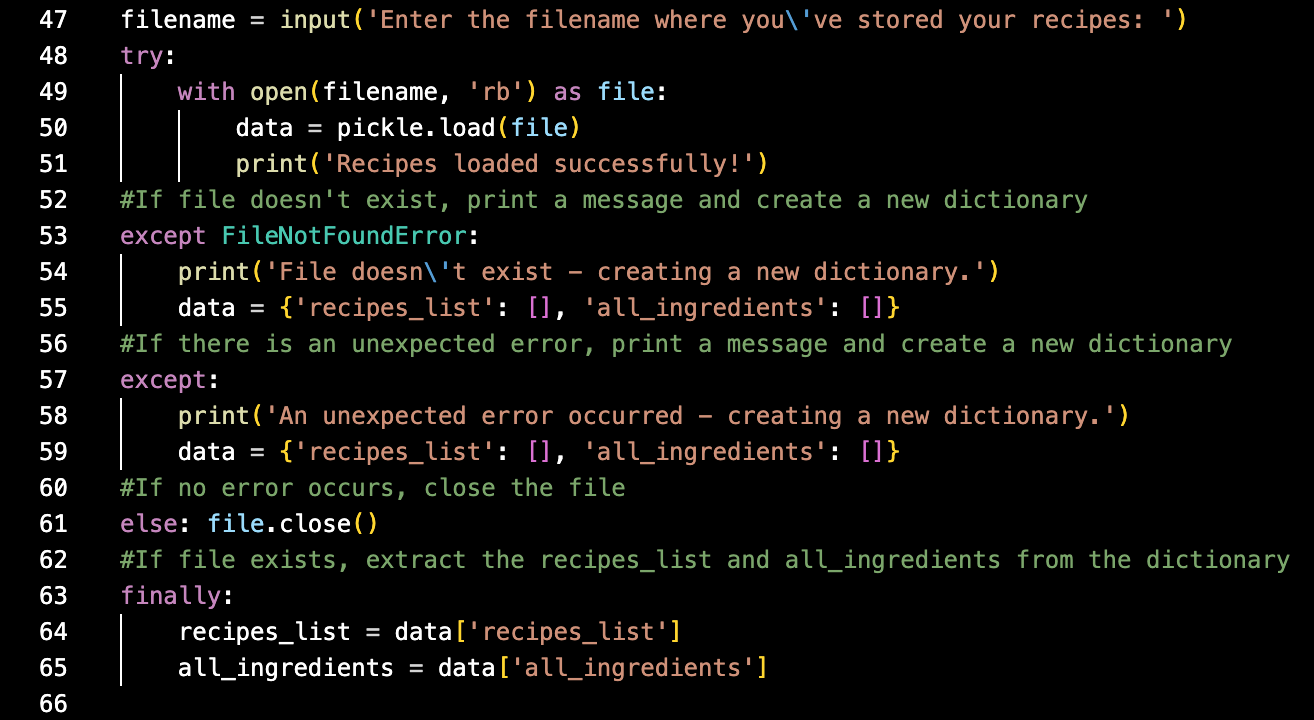 47 filename = input('Enter the filename where you\'ve stored your recipes: ')
48 try:
49     with open(filename, 'rb') as file:
50         data = pickle.load(file)
51         print('Recipes loaded successfully!')
52 #If file doesn't exist, print a message and create a new dictionary
53 except FileNotFoundError:
54     print('File doesn\'t exist - creating a new dictionary.')
55     data = {'recipes_list': [], 'all_ingredients': []}
56 #If there is an unexpected error, print a message and create a new dictionary
57 except:
58     print('An unexpected error occurred - creating a new dictionary.')
59     data = {'recipes_list': [], 'all_ingredients': []}
60 #If no error occurs, close the file
61 else: file.close()
62 #If file exists, extract the recipes_list and all_ingredients from the dictionary
63 finally:
64     recipes_list = data['recipes_list']
65     all_ingredients = data['all_ingredients']
66